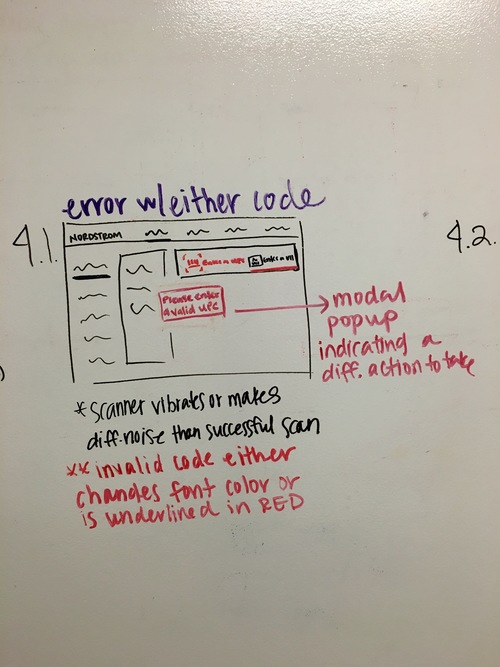 error w/either code
4.1.
4.2.
NORDSTROM
Enter a UPC
Please enter
a valid UPC
modal
popup
indicating a
diff. action to take
* scanner vibrates or makes
diff. noise than successful scan
** invalid code either
changes font color or
is underlined in RED